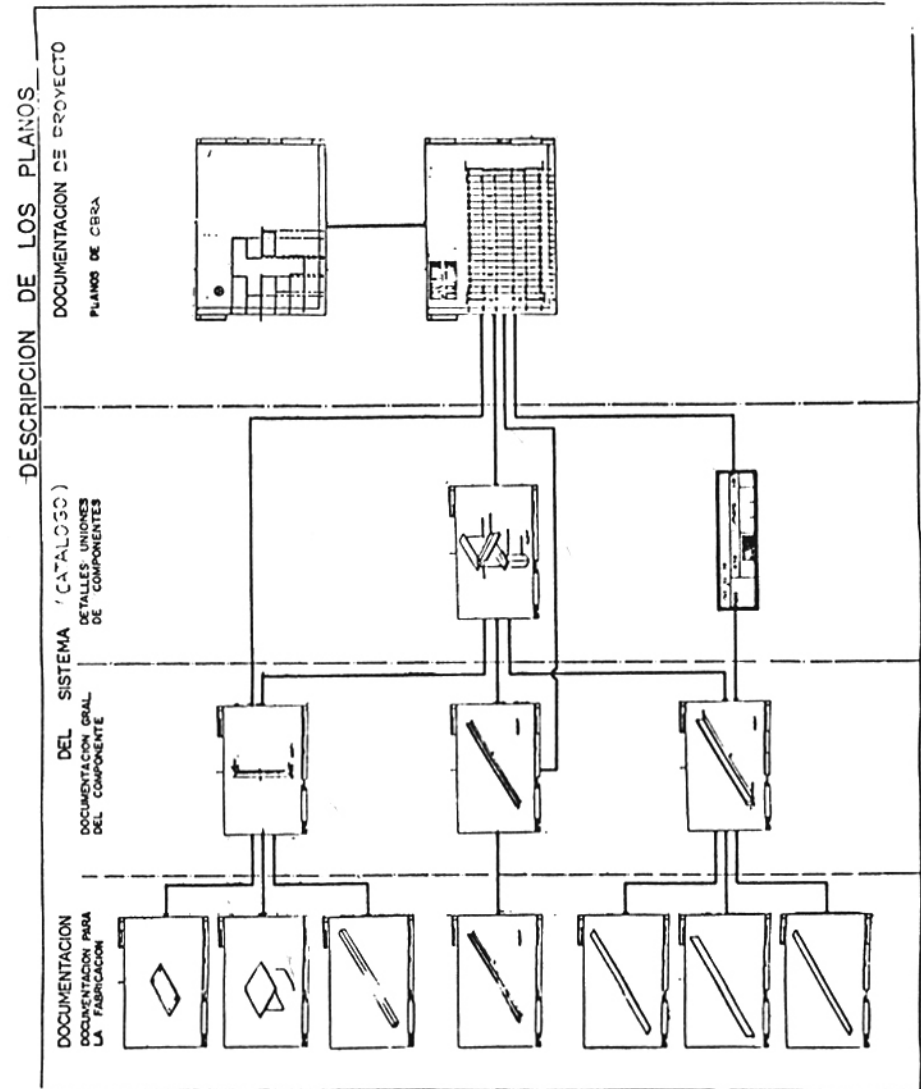 DESCRIPCION DE LOS PLANOS
DOCUMENTACION DEL SISTEMA (CATALOGO)
DOCUMENTACION DE PROYECTO
DOCUMENTACION PARA
LA FABRICACION
DOCUMENTACION GRAL.
DEL COMPONENTE
DETALLES UNIONES
DE COMPONENTES
PLANOS DE OBRA